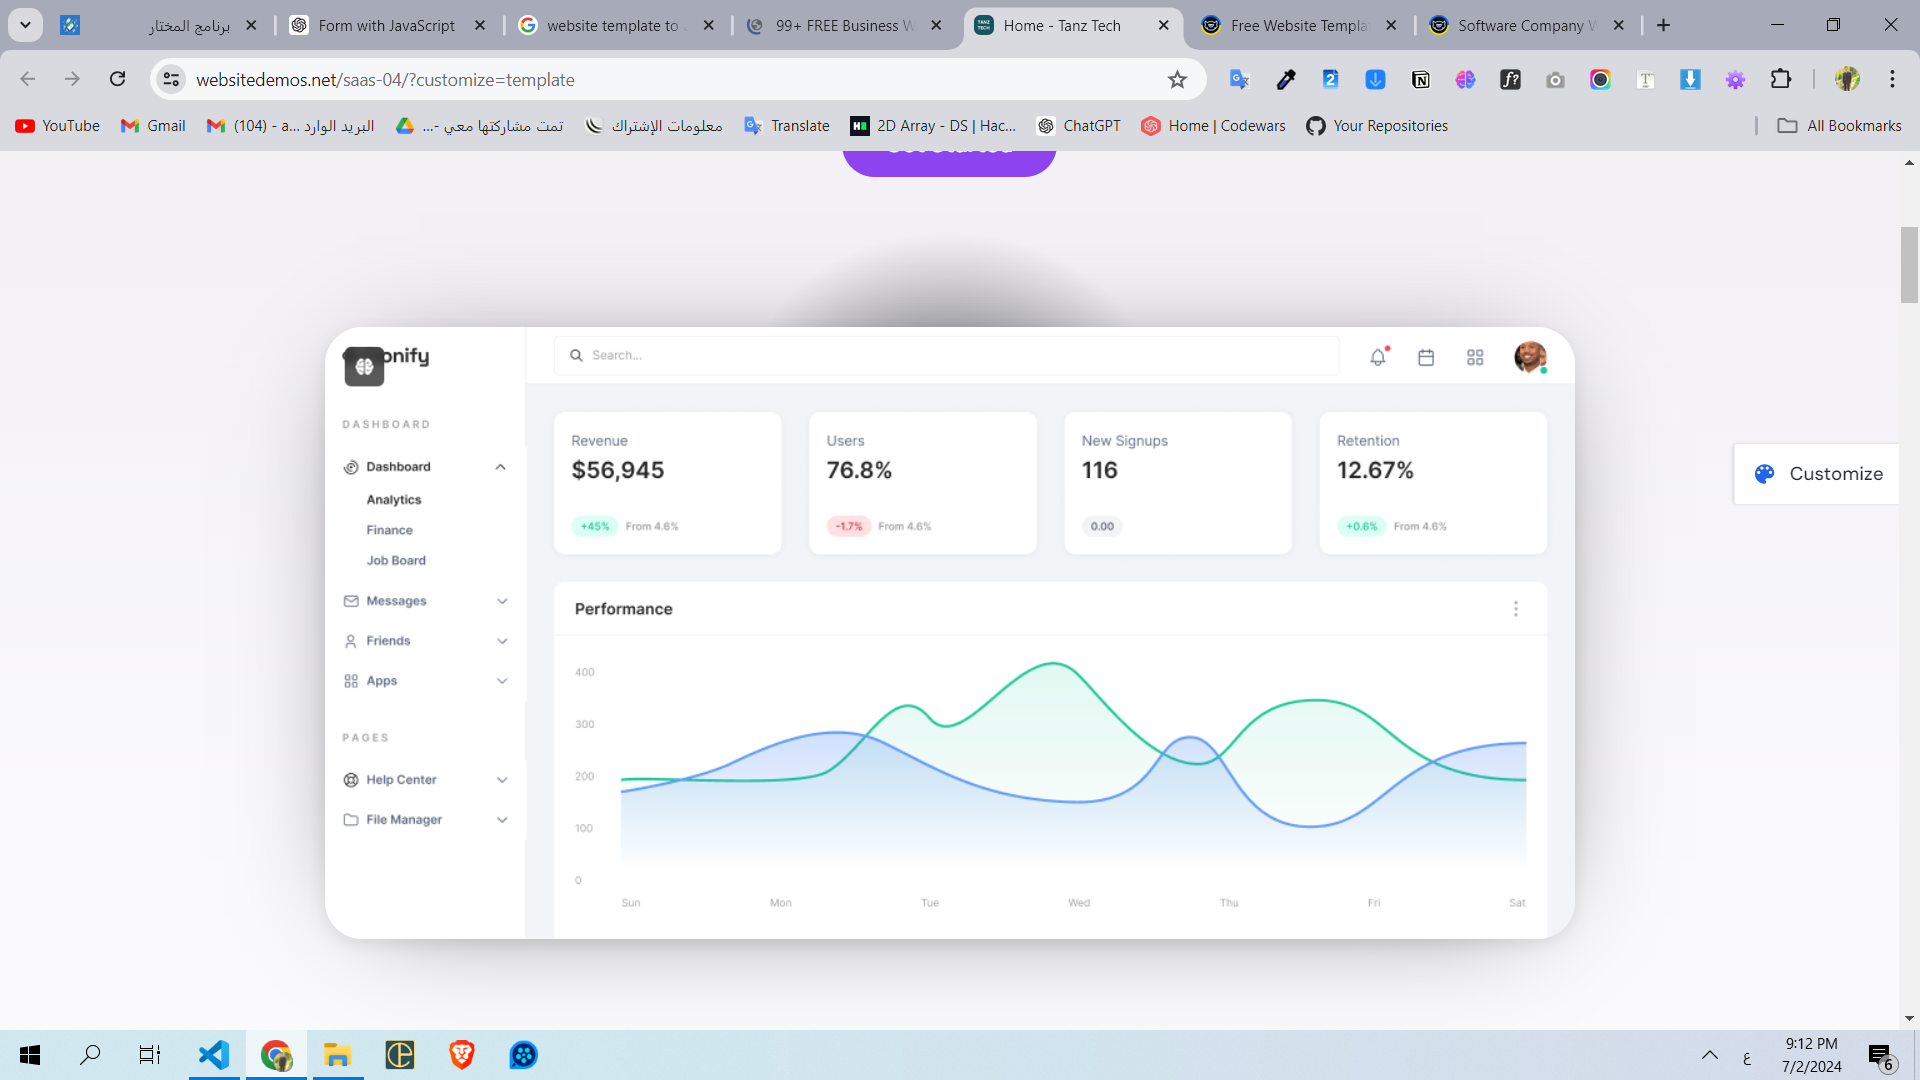 برنامج المختار
Form with JavaScript
website template to
99+ FREE Business W
Home - Tanz Tech
Free Website Templa
Software Company W
websitedemos.net/saas-04/?customize=template
YouTube
Gmail
البريد الوارد (104) - a...
تمت مشاركتها معي -...
معلومات الإشتراك
Translate
2D Array - DS | Hac...
ChatGPT
Home | Codewars
Your Repositories
All Bookmarks
onify
Search...
DASHBOARD
Dashboard
Analytics
Finance
Job Board
Messages
Friends
Apps
PAGES
Help Center
File Manager
Revenue
$56,945
+45% From 4.6%
Users
76.8%
-1.7% From 4.6%
New Signups
116
0.00
Retention
12.67%
+0.6% From 4.6%
Performance
400
300
200
100
0
Sun Mon Tue Wed Thu Fri Sat
Customize
ع
9:12 PM
7/2/2024
6